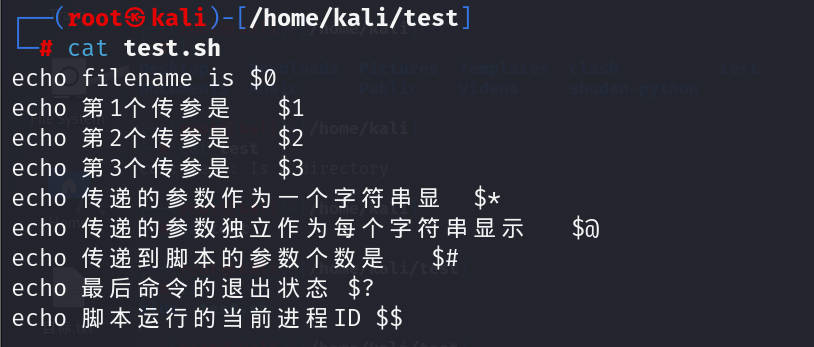 ┌──(root㉿kali)-[/home/kali/test]
└─# cat test.sh
echo filename is $0
echo 第1个传参是   $1
echo 第2个传参是   $2
echo 第3个传参是   $3
echo 传递的参数作为一个字符串显  $*
echo 传递的参数独立作为每个字符串显示   $@
echo 传递到脚本的参数个数是   $#
echo 最后命令的退出状态 $?
echo 脚本运行的当前进程ID $$